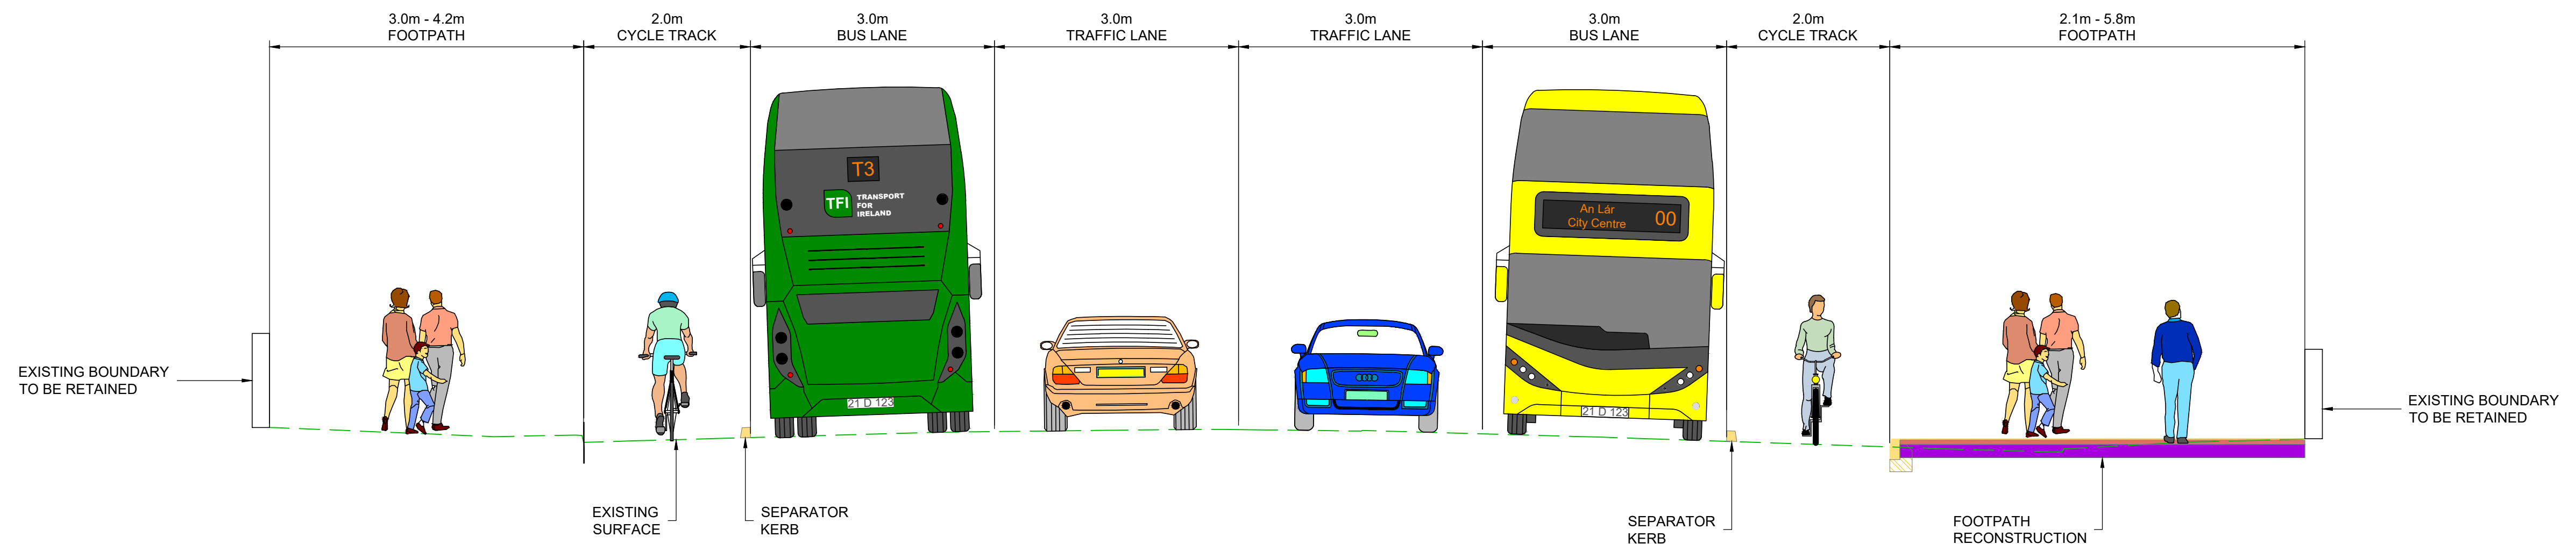 3.0m - 4.2m
FOOTPATH
2.0m
CYCLE TRACK
3.0m
BUS LANE
3.0m
TRAFFIC LANE
3.0m
TRAFFIC LANE
3.0m
BUS LANE
2.0m
CYCLE TRACK
2.1m - 5.8m
FOOTPATH
T3
TFI
TRANSPORT
FOR
IRELAND
21 D 123
An Lár
City Centre
00
21 D 123
EXISTING BOUNDARY
TO BE RETAINED
EXISTING BOUNDARY
TO BE RETAINED
EXISTING
SURFACE
SEPARATOR
KERB
SEPARATOR
KERB
FOOTPATH
RECONSTRUCTION